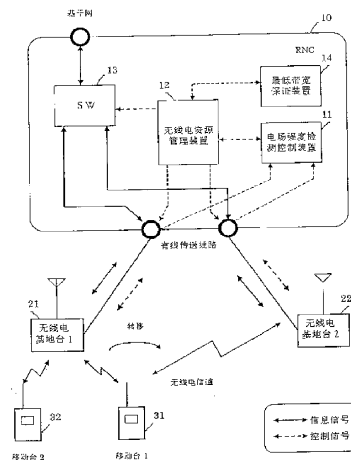 基干网
10
RNC
13
SW
12
无线电资源
管理装置
14
最低带宽
保证装置
11
电场强度检
测控制装置
有线传送线路
21
无线电
基地台 1
转移
无线电信道
22
无线电
基地台 2
32
移动台 2
31
移动台 1
信息信号
控制信号